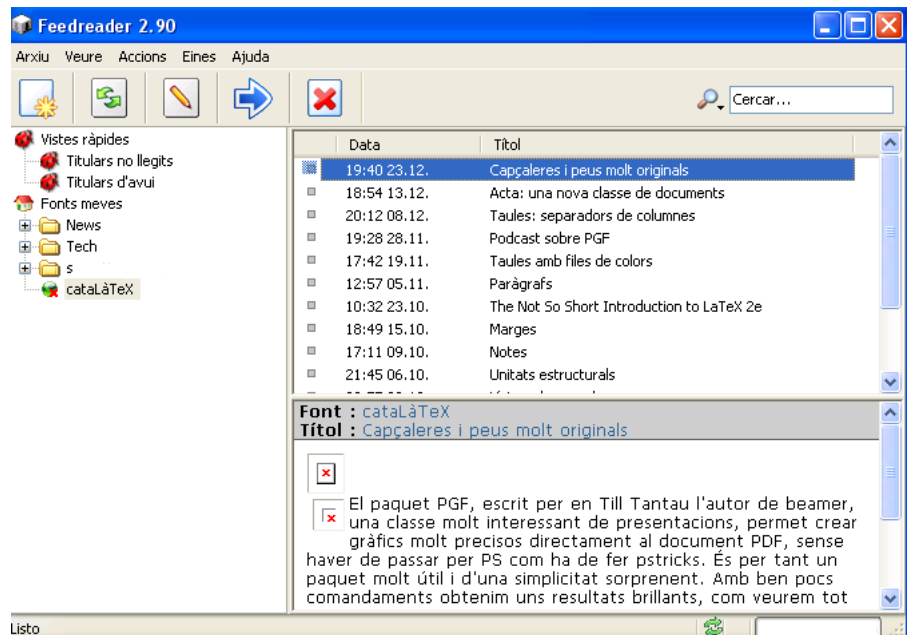 Feedreader 2.90
Arxiu Veure Accions Eines Ajuda
Cercar...
Vistes ràpides
Titulars no llegits
Titulars d'avui
Fonts meves
News
Tech
s
cataLàTeX
Data Títol
19:40 23.12. Capçaleres i peus molt originals
18:54 13.12. Acta: una nova classe de documents
20:12 08.12. Taules: separadors de columnes
19:28 28.11. Podcast sobre PGF
17:42 19.11. Taules amb files de colors
12:57 05.11. Paràgrafs
10:32 23.10. The Not So Short Introduction to LaTeX 2e
18:49 15.10. Marges
17:11 09.10. Notes
21:45 06.10. Unitats estructurals
Font : cataLàTeX
Títol : Capçaleres i peus molt originals
El paquet PGF, escrit per en Till Tantau l'autor de beamer,
una classe molt interessant de presentacions, permet crear
gràfics molt precisos directament al document PDF, sense
haver de passar per PS com ha de fer pstricks. És per tant un
paquet molt útil i d'una simplicitat sorprenent. Amb ben pocs
comandaments obtenim uns resultats brillants, com veurem tot
Listo